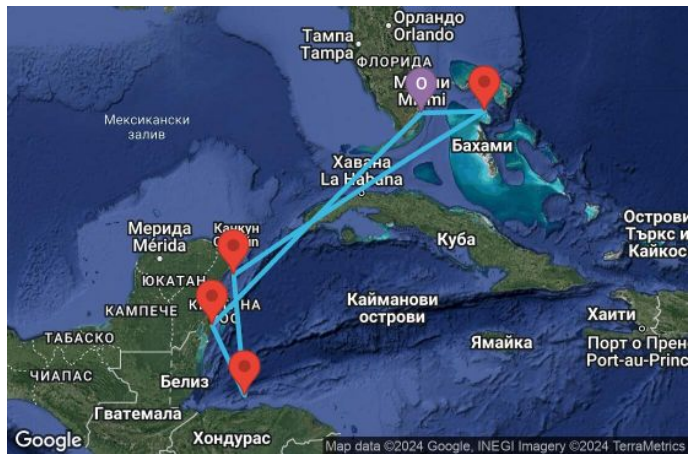 Орландо
Orlando
Тампа
Tampa
ФЛОРИДА
O
Miami
Мексикански
залив
Бахами
Хавана
La Habana
Мерида
Mérida
Канкун
ЮКАТАН
Куба
Острови
Търкс и
Кайкос
КАМПЕЧЕ
Кайманови
острови
Хаити
ТАБАСКО
Ямайка
Порт о Прен
Port-au-Princ
ЧИАПАС
Белиз
Гватемала
Хондурас
Google
Map data ©2024 Google, INEGI Imagery ©2024 TerraMetrics